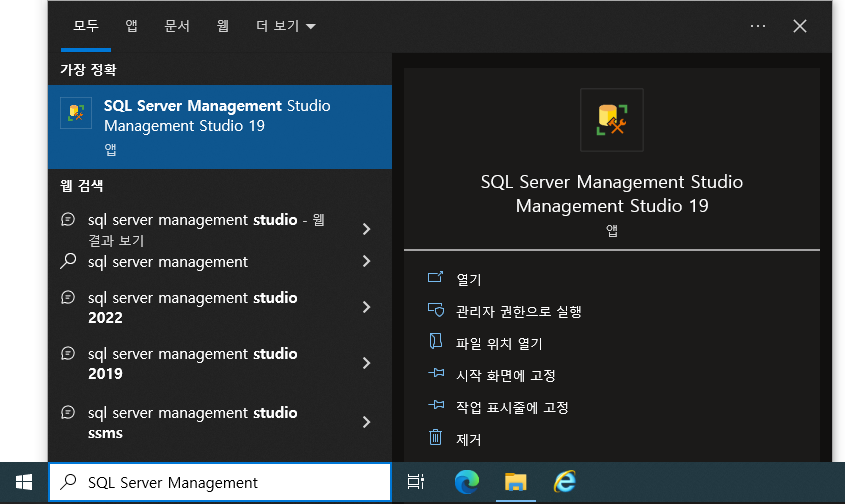 모두 앱 문서 웹 더 보기
가장 정확
SQL Server Management Studio
Management Studio 19
앱
웹 검색
sql server management studio - 웹
결과 보기
sql server management
sql server management studio
2022
sql server management studio
2019
sql server management studio
ssms
SQL Server Management Studio
Management Studio 19
앱
열기
관리자 권한으로 실행
파일 위치 열기
시작 화면에 고정
작업 표시줄에 고정
제거
SQL Server Management